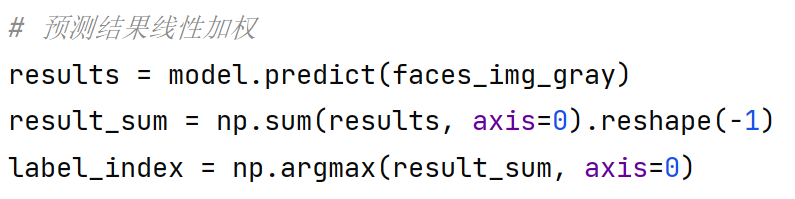 # 预测结果线性加权
results = model.predict(faces_img_gray)
result_sum = np.sum(results, axis=0).reshape(-1)
label_index = np.argmax(result_sum, axis=0)